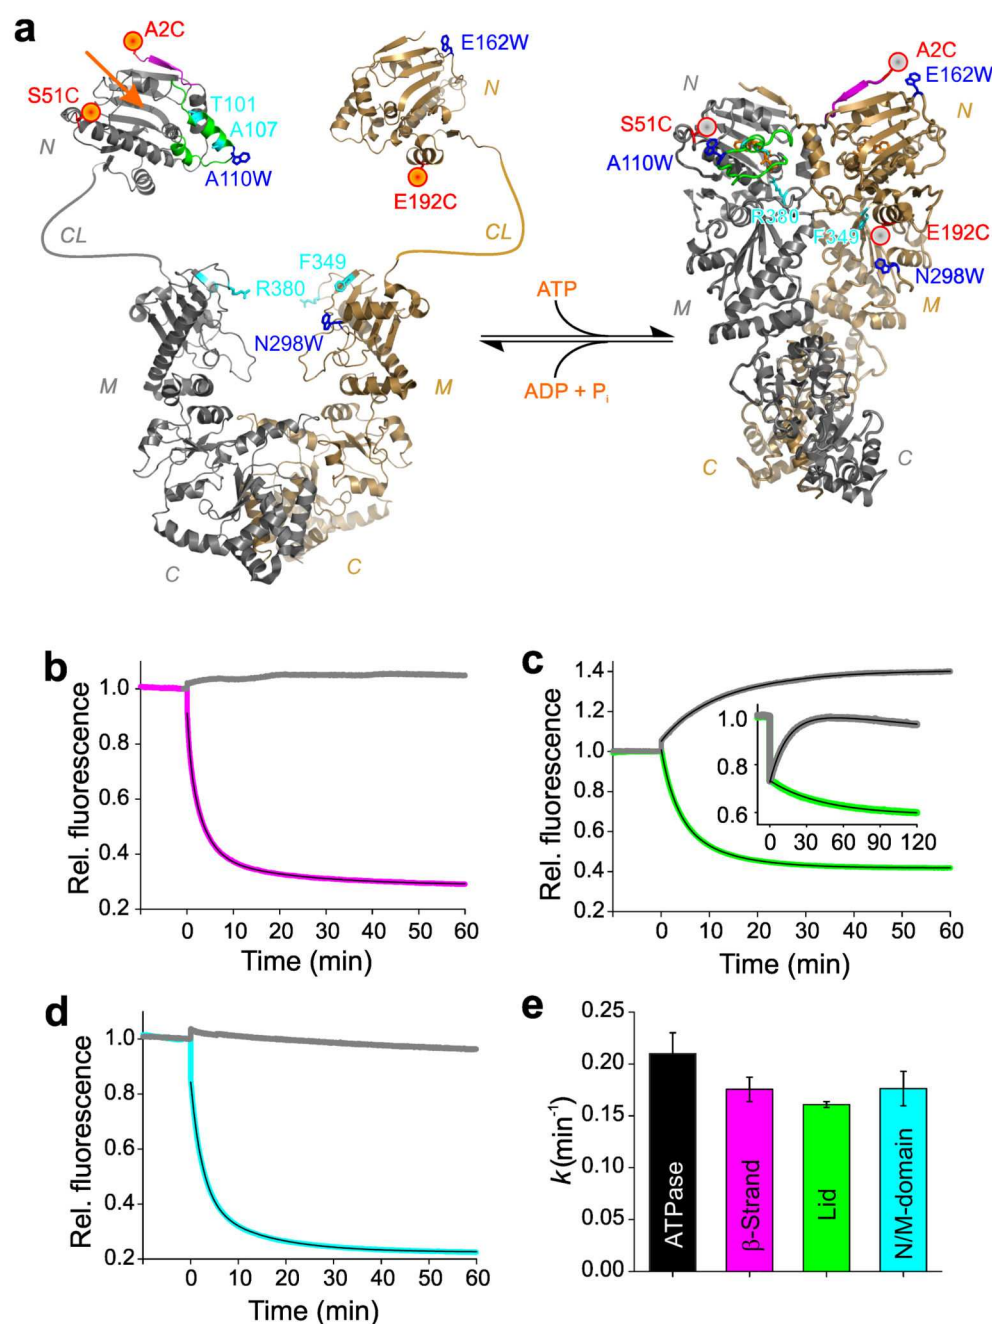 a
A2C
S51C
T101
A107
A110W
N
CL
E162W
N
E192C
CL
R380
F349
N298W
M
M
C
C
ATP
ADP + Pi
A2C
E162W
N
S51C
N
A110W
R380
F349
E192C
N298W
M
M
C
C
b
Rel. fluorescence
1.0
0.8
0.6
0.4
0.2
0 10 20 30 40 50 60
Time (min)
c
Rel. fluorescence
1.4
1.2
1.0
0.8
0.6
0.4
0.2
0 10 20 30 40 50 60
Time (min)
1.0
0.8
0.6
0 30 60 90 120
d
Rel. fluorescence
1.0
0.8
0.6
0.4
0.2
0 10 20 30 40 50 60
Time (min)
e
k (min⁻¹)
0.25
0.20
0.15
0.10
0.05
0.00
ATPase
β-Strand
Lid
N/M-domain